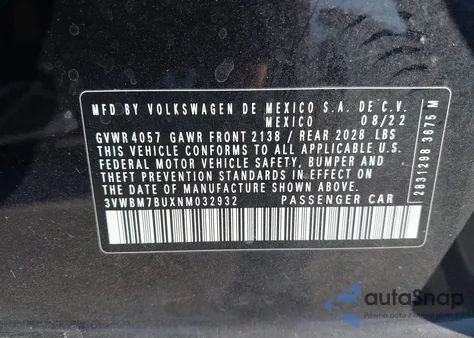 MFD BY VOLKSWAGEN DE MEXICO S.A. DE C.V.
MEXICO 08/22
GVWR 4057 GAWR FRONT 2138 / REAR 2028 LBS
THIS VEHICLE CONFORMS TO ALL APPLICABLE U.S.
FEDERAL MOTOR VEHICLE SAFETY, BUMPER AND
THEFT PREVENTION STANDARDS IN EFFECT ON
THE DATE OF MANUFACTURE SHOWN ABOVE.
3VWBM7BUXNM032932 PASSENGER CAR
2831298 3675 M
autoSnap